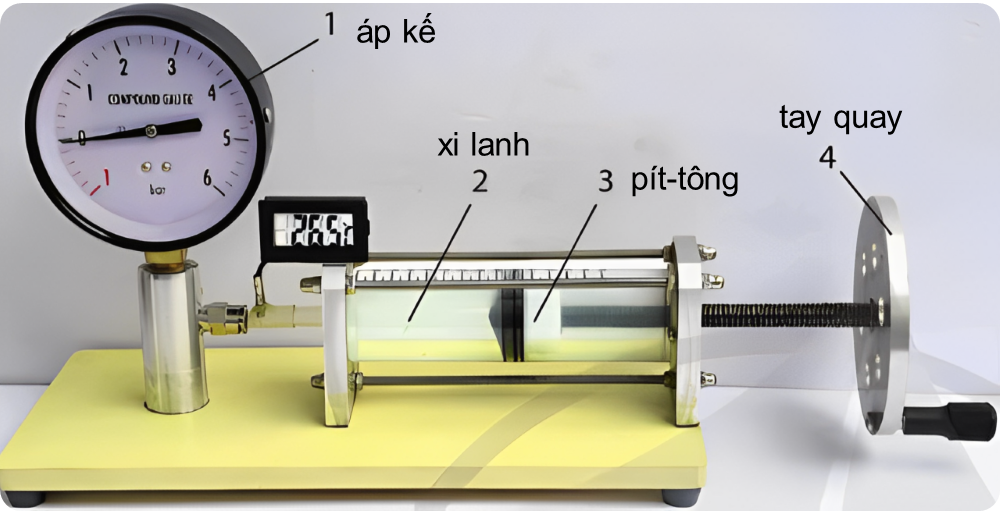 1 áp kế
2 3
1 4
0 5
1 6
bar
xi lanh
2
3 pít-tông
tay quay
4